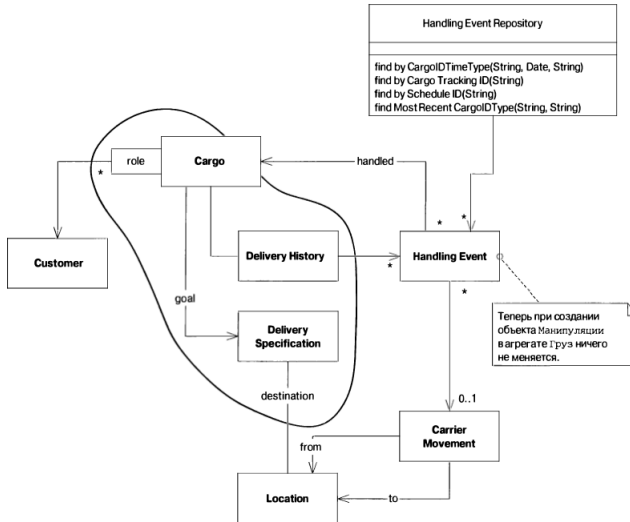 Handling Event Repository
find by CargoIDTimeType(String, Date, String)
find by Cargo Tracking ID(String)
find by Schedule ID(String)
find Most Recent CargoIDType(String, String)
role
Cargo
handled
*
*
*
Customer
Delivery History
*
Handling Event
*
goal
Delivery
Specification
Теперь при создании
объекта Манипуляции
в агрегате Груз ничего
не меняется.
destination
0..1
Carrier
Movement
from
Location
to